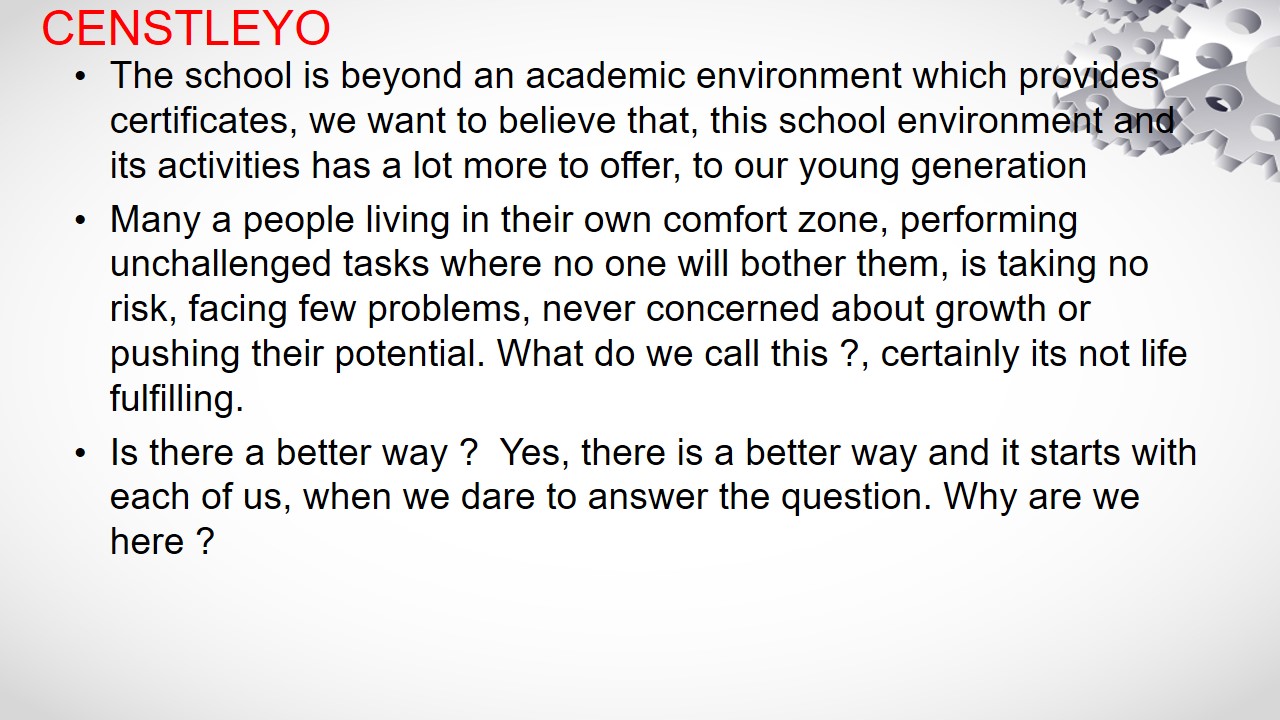 CENSTLEYO
• The school is beyond an academic environment which provides
certificates, we want to believe that, this school environment and
its activities has a lot more to offer, to our young generation
• Many a people living in their own comfort zone, performing
unchallenged tasks where no one will bother them, is taking no
risk, facing few problems, never concerned about growth or
pushing their potential. What do we call this ?, certainly its not life
fulfilling.
• Is there a better way ?  Yes, there is a better way and it starts with
each of us, when we dare to answer the question. Why are we
here ?